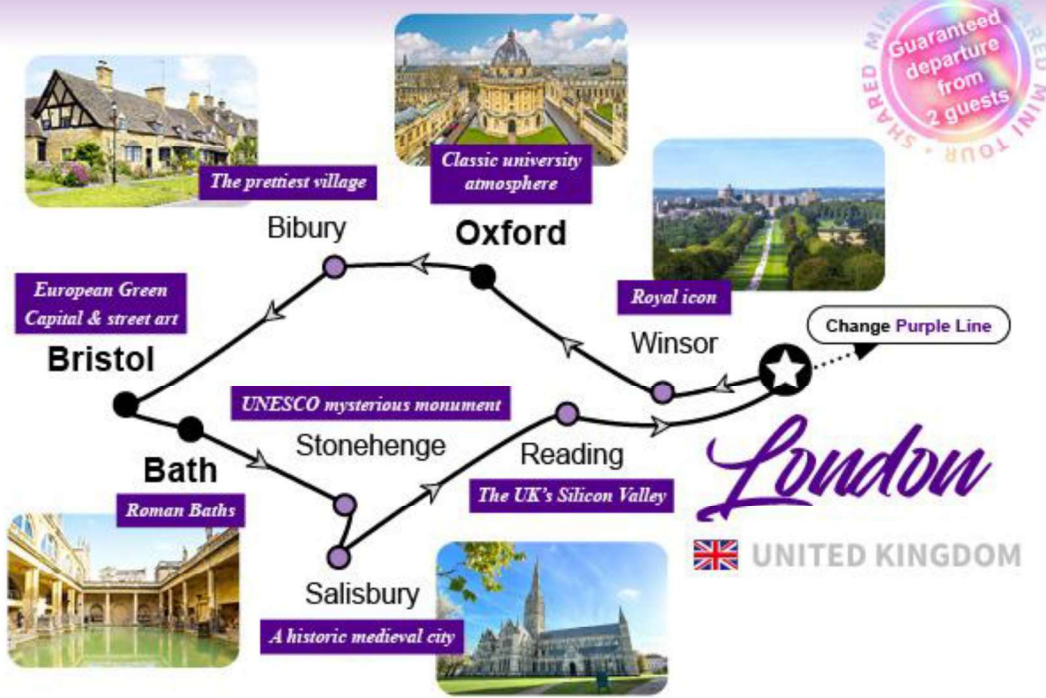 Guaranteed
departure
from
2 guests
SHARED MINI TOUR
The prettiest village
Bibury
Classic university
atmosphere
Oxford
Royal icon
Winsor
Change Purple Line
European Green
Capital & street art
Bristol
UNESCO mysterious monument
Stonehenge
Reading
The UK's Silicon Valley
Bath
Roman Baths
London
UNITED KINGDOM
Salisbury
A historic medieval city